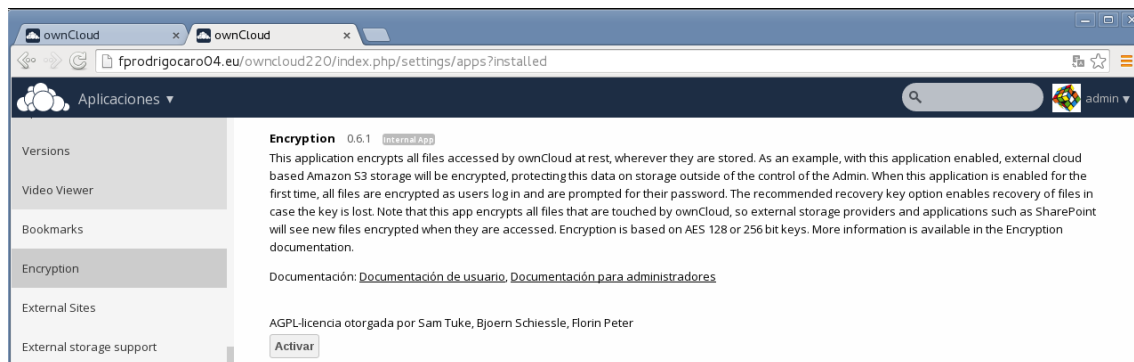 ownCloud × ownCloud ×
fprodrigocaro04.eu/owncloud220/index.php/settings/apps?installed
Aplicaciones ▾ admin ▾
Versions
Video Viewer
Bookmarks
Encryption
External Sites
External storage support
Encryption 0.6.1 Internal App
This application encrypts all files accessed by ownCloud at rest, wherever they are stored. As an example, with this application enabled, external cloud
based Amazon S3 storage will be encrypted, protecting this data on storage outside of the control of the Admin. When this application is enabled for the
first time, all files are encrypted as users log in and are prompted for their password. The recommended recovery key option enables recovery of files in
case the key is lost. Note that this app encrypts all files that are touched by ownCloud, so external storage providers and applications such as SharePoint
will see new files encrypted when they are accessed. Encryption is based on AES 128 or 256 bit keys. More information is available in the Encryption
documentation.
Documentación: Documentación de usuario, Documentación para administradores
AGPL-licencia otorgada por Sam Tuke, Bjoern Schiessle, Florin Peter
Activar